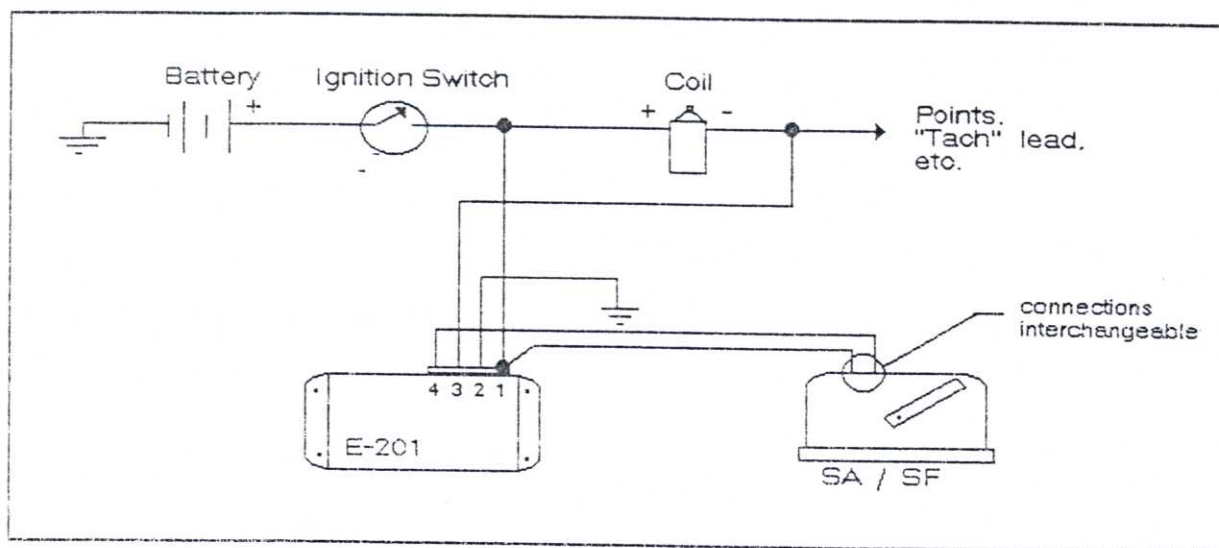 Battery
Ignition Switch
Coil
+
+
-
-
Points.
"Tach" lead.
etc.
connections
interchangeable
4 3 2 1
E-201
SA / SF